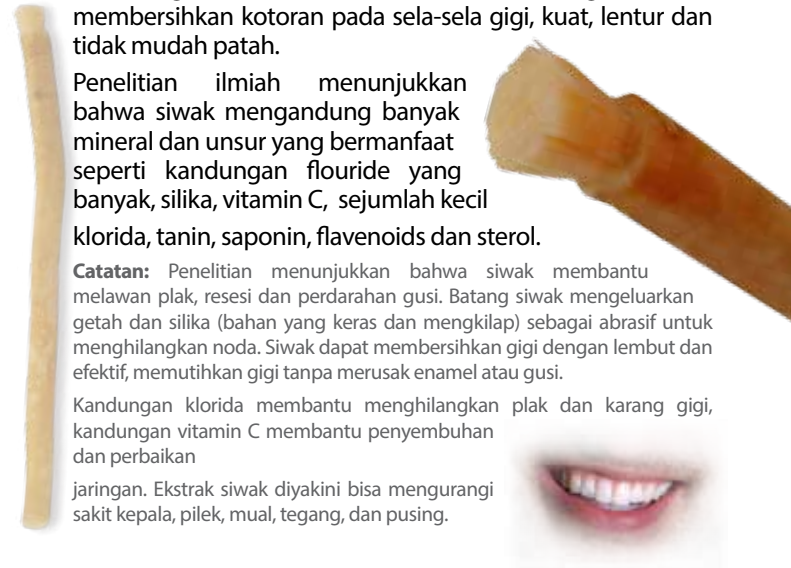 membersihkan kotoran pada sela-sela gigi, kuat, lentur dan
tidak mudah patah.
Penelitian ilmiah menunjukkan
bahwa siwak mengandung banyak
mineral dan unsur yang bermanfaat
seperti kandungan flouride yang
banyak, silika, vitamin C, sejumlah kecil
klorida, tanin, saponin, flavenoids dan sterol.
Catatan: Penelitian menunjukkan bahwa siwak membantu
melawan plak, resesi dan perdarahan gusi. Batang siwak mengeluarkan
getah dan silika (bahan yang keras dan mengkilap) sebagai abrasif untuk
menghilangkan noda. Siwak dapat membersihkan gigi dengan lembut dan
efektif, memutihkan gigi tanpa merusak enamel atau gusi.
Kandungan klorida membantu menghilangkan plak dan karang gigi,
kandungan vitamin C membantu penyembuhan
dan perbaikan
jaringan. Ekstrak siwak diyakini bisa mengurangi
sakit kepala, pilek, mual, tegang, dan pusing.